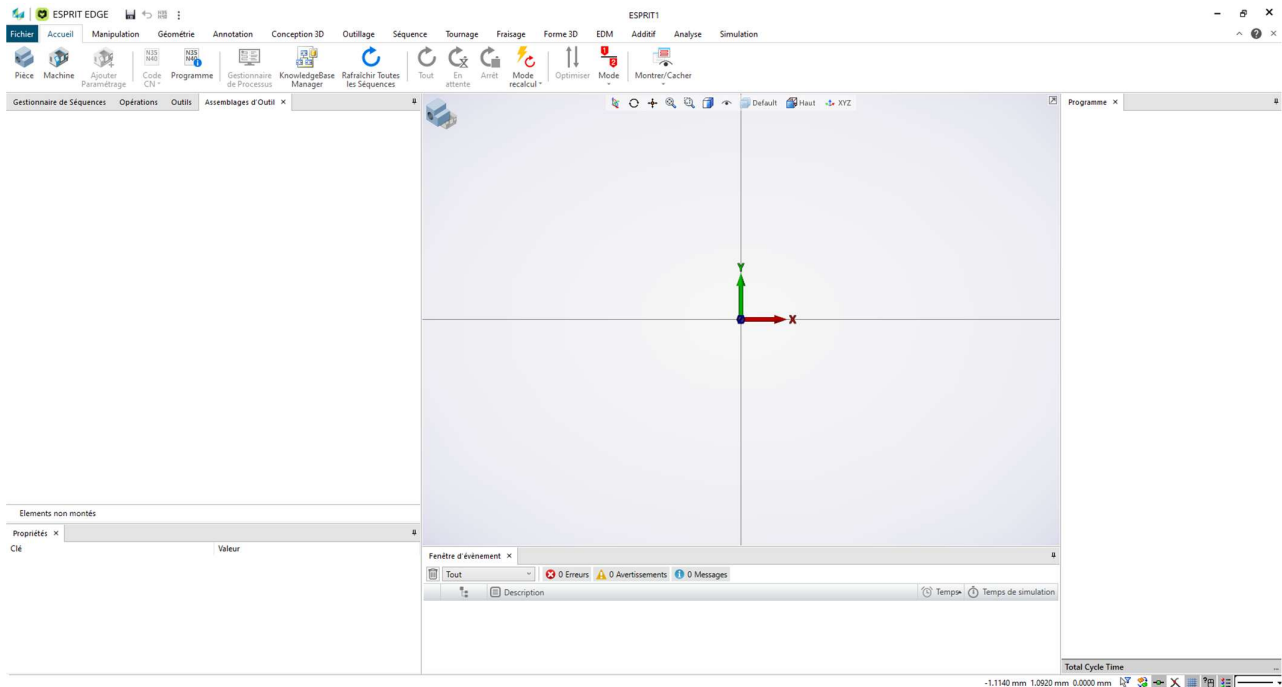 ESPRIT EDGE
ESPRIT1
Fichier Accueil Manipulation Géométrie Annotation Conception 3D Outillage Séquence Tournage Fraisage Forme 3D EDM Additif Analyse Simulation
Pièce Machine Ajouter Paramétrage Code CN Programme Gestionnaire de Processus KnowledgeBase Manager Rafraîchir Toutes les Séquences Tout En attente Arrêt Mode recalcul Optimiser Mode Montrer/Cacher
Gestionnaire de Séquences Opérations Outils Assemblages d'Outil
Default Haut XYZ
Programme
Y
X
Elements non montés
Propriétés
Clé Valeur
Fenêtre d'évènement
Tout 0 Erreurs 0 Avertissements 0 Messages
Description Temps Temps de simulation
Total Cycle Time ...
-1.1140 mm 1.0920 mm 0.0000 mm